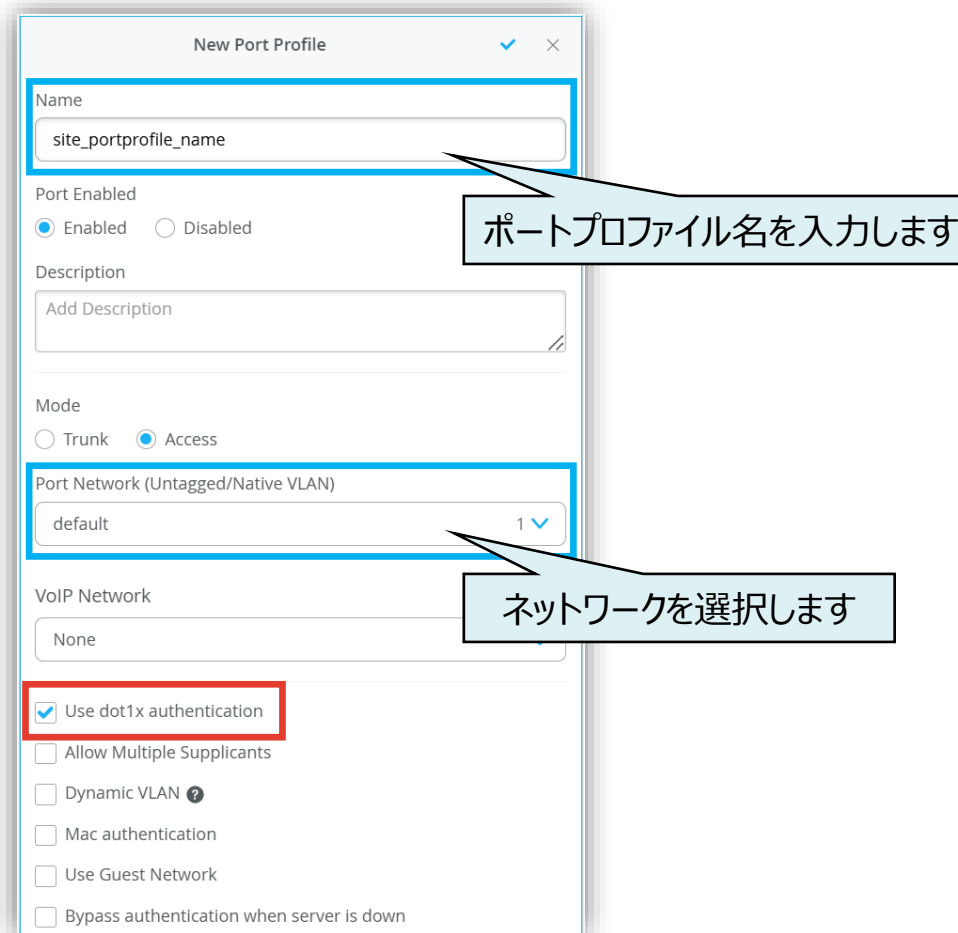 New Port Profile
Name
site_portprofile_name
ポートプロファイル名を入力します
Port Enabled
Enabled Disabled
Description
Add Description
Mode
Trunk Access
Port Network (Untagged/Native VLAN)
default 1
ネットワークを選択します
VoIP Network
None
Use dot1x authentication
Allow Multiple Supplicants
Dynamic VLAN ?
Mac authentication
Use Guest Network
Bypass authentication when server is down